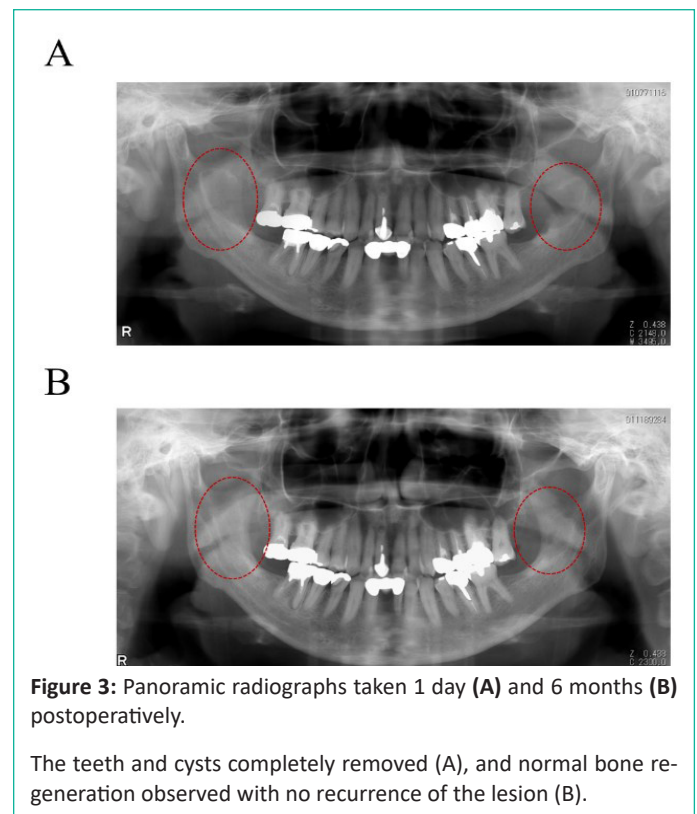 A
010771116
R
Z 0.438
C 2148.0
W 3495.0
B
011180284
R
Z 0.438
C 2300.0
Figure 3: Panoramic radiographs taken 1 day (A) and 6 months (B)
postoperatively.
The teeth and cysts completely removed (A), and normal bone re-
generation observed with no recurrence of the lesion (B).